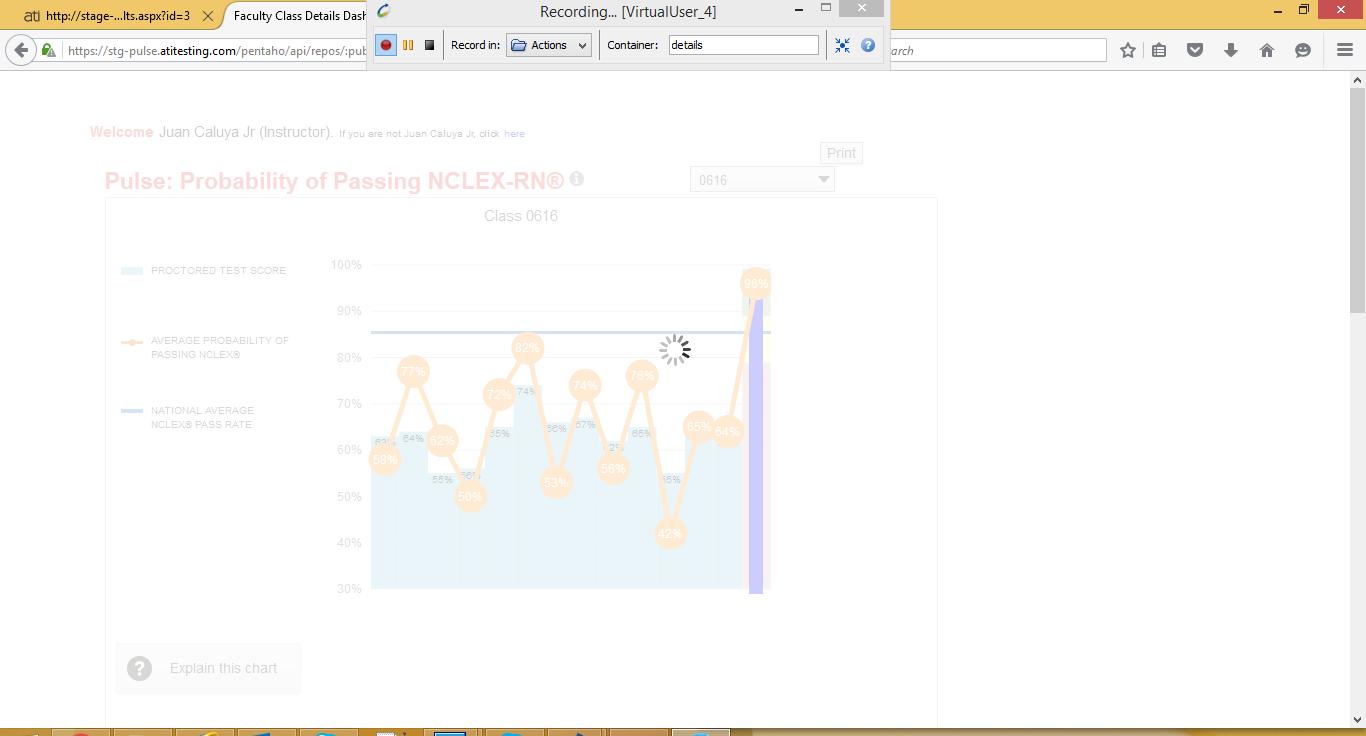 Recording... [VirtualUser_4]
ati http://stage-...lts.aspx?id=3
Faculty Class Details Dash
Record in: Actions
Container: details
https://stg-pulse.atitesting.com/pentaho/api/repos/:pub
arch
Welcome Juan Caluya Jr (Instructor). If you are not Juan Caluya Jr, click here
Print
Pulse: Probability of Passing NCLEX-RN®
0616
Class 0616
PROCTORED TEST SCORE
AVERAGE PROBABILITY OF
PASSING NCLEX®
NATIONAL AVERAGE
NCLEX® PASS RATE
100%
90%
80%
70%
60%
50%
40%
30%
58%
77%
62%
50%
72%
82%
53%
74%
56%
76%
42%
65%
64%
96%
63%
64%
55%
56%
65%
74%
66%
67%
65%
Explain this chart